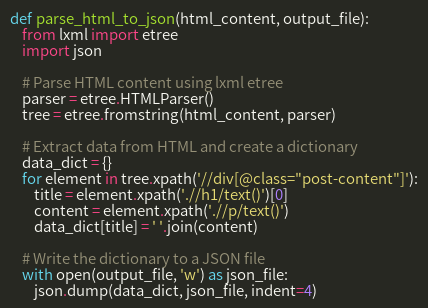 def parse_html_to_json(html_content, output_file):
    from lxml import etree
    import json

    # Parse HTML content using lxml etree
    parser = etree.HTMLParser()
    tree = etree.fromstring(html_content, parser)

    # Extract data from HTML and create a dictionary
    data_dict = {}
    for element in tree.xpath('//div[@class="post-content"]'):
        title = element.xpath('.//h1/text()')[0]
        content = element.xpath('.//p/text()')
        data_dict[title] = ' '.join(content)

    # Write the dictionary to a JSON file
    with open(output_file, 'w') as json_file:
        json.dump(data_dict, json_file, indent=4)